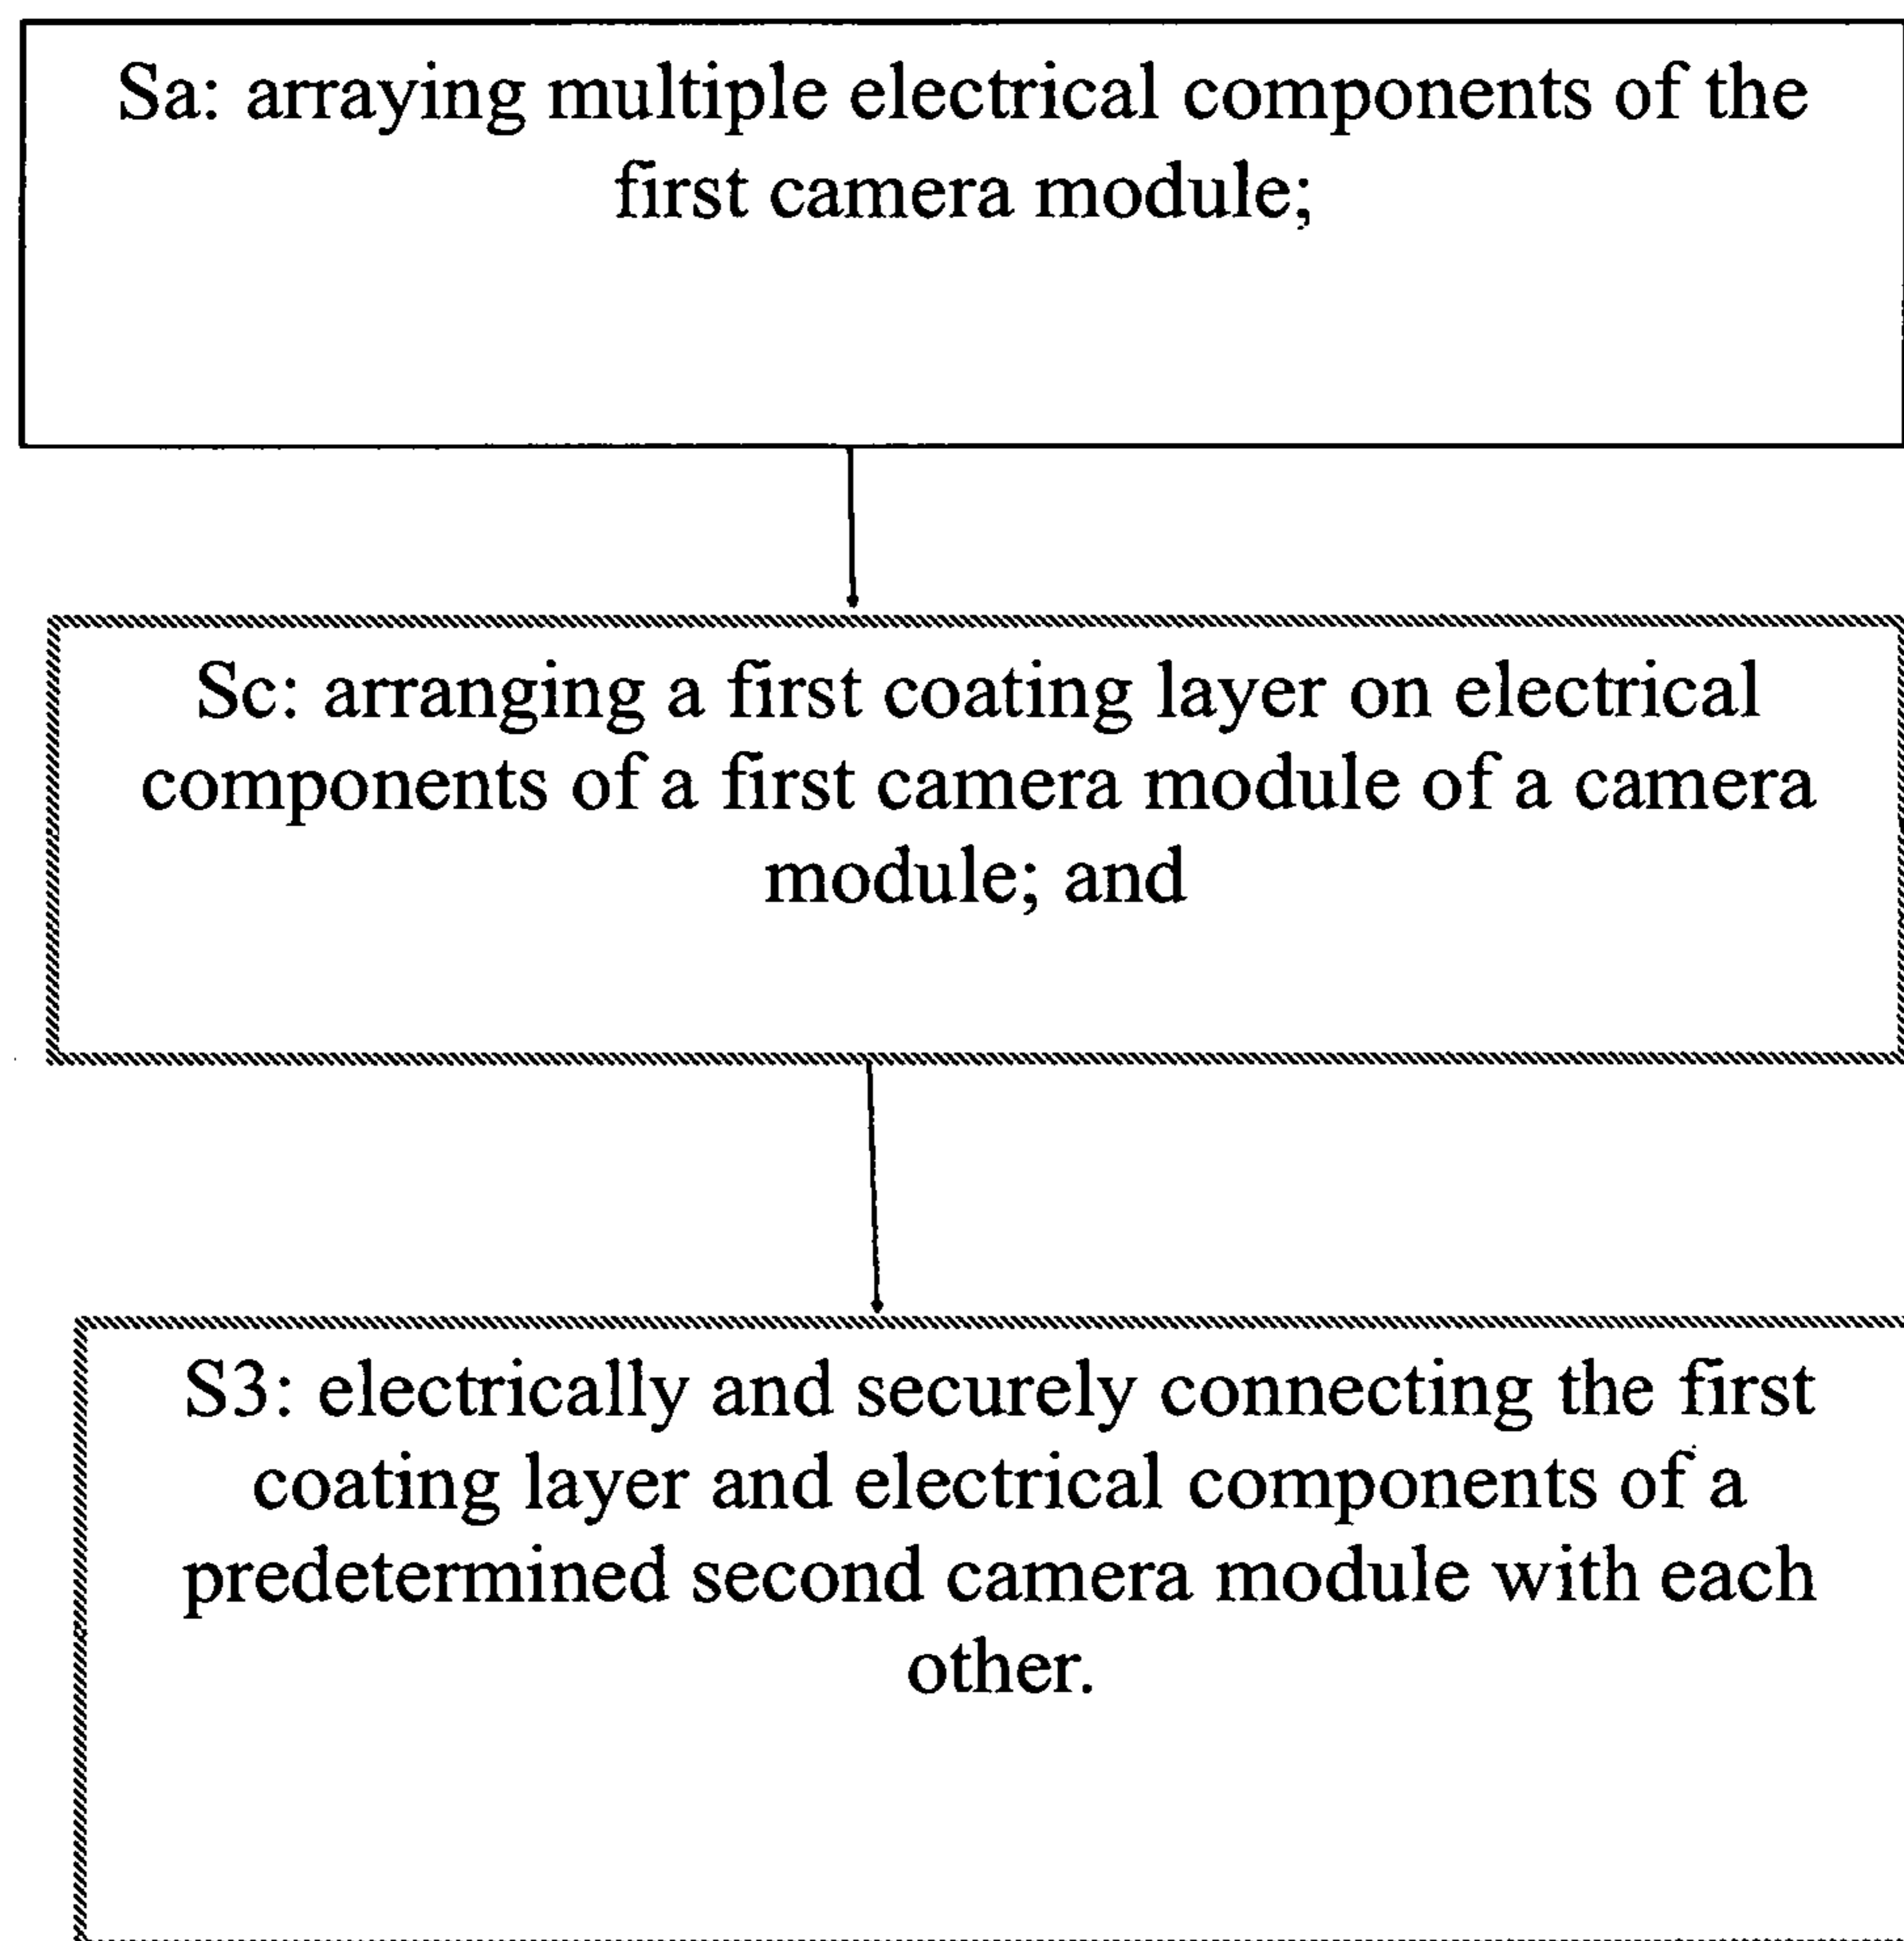 Sa: arraying multiple electrical components of the
first camera module;
Sc: arranging a first coating layer on electrical
components of a first camera module of a camera
module; and
S3: electrically and securely connecting the first
coating layer and electrical components of a
predetermined second camera module with each
other.